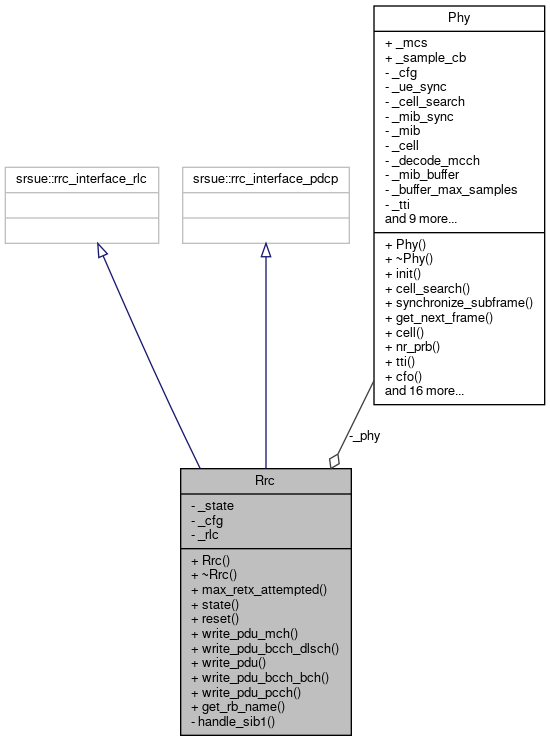 Phy
+ _mcs
+ _sample_cb
- _cfg
- _ue_sync
- _cell_search
- _mib_sync
- _mib
- _cell
- _decode_mcch
- _mib_buffer
- _buffer_max_samples
- _tti
and 9 more...
+ Phy()
+ ~Phy()
+ init()
+ cell_search()
+ synchronize_subframe()
+ get_next_frame()
+ cell()
+ nr_prb()
+ tti()
+ cfo()
and 16 more...
srsue::rrc_interface_rlc
srsue::rrc_interface_pdcp
-_phy
Rrc
- _state
- _cfg
- _rlc
+ Rrc()
+ ~Rrc()
+ max_retx_attempted()
+ state()
+ reset()
+ write_pdu_mch()
+ write_pdu_bcch_dlsch()
+ write_pdu()
+ write_pdu_bcch_bch()
+ write_pdu_pcch()
+ get_rb_name()
- handle_sib1()